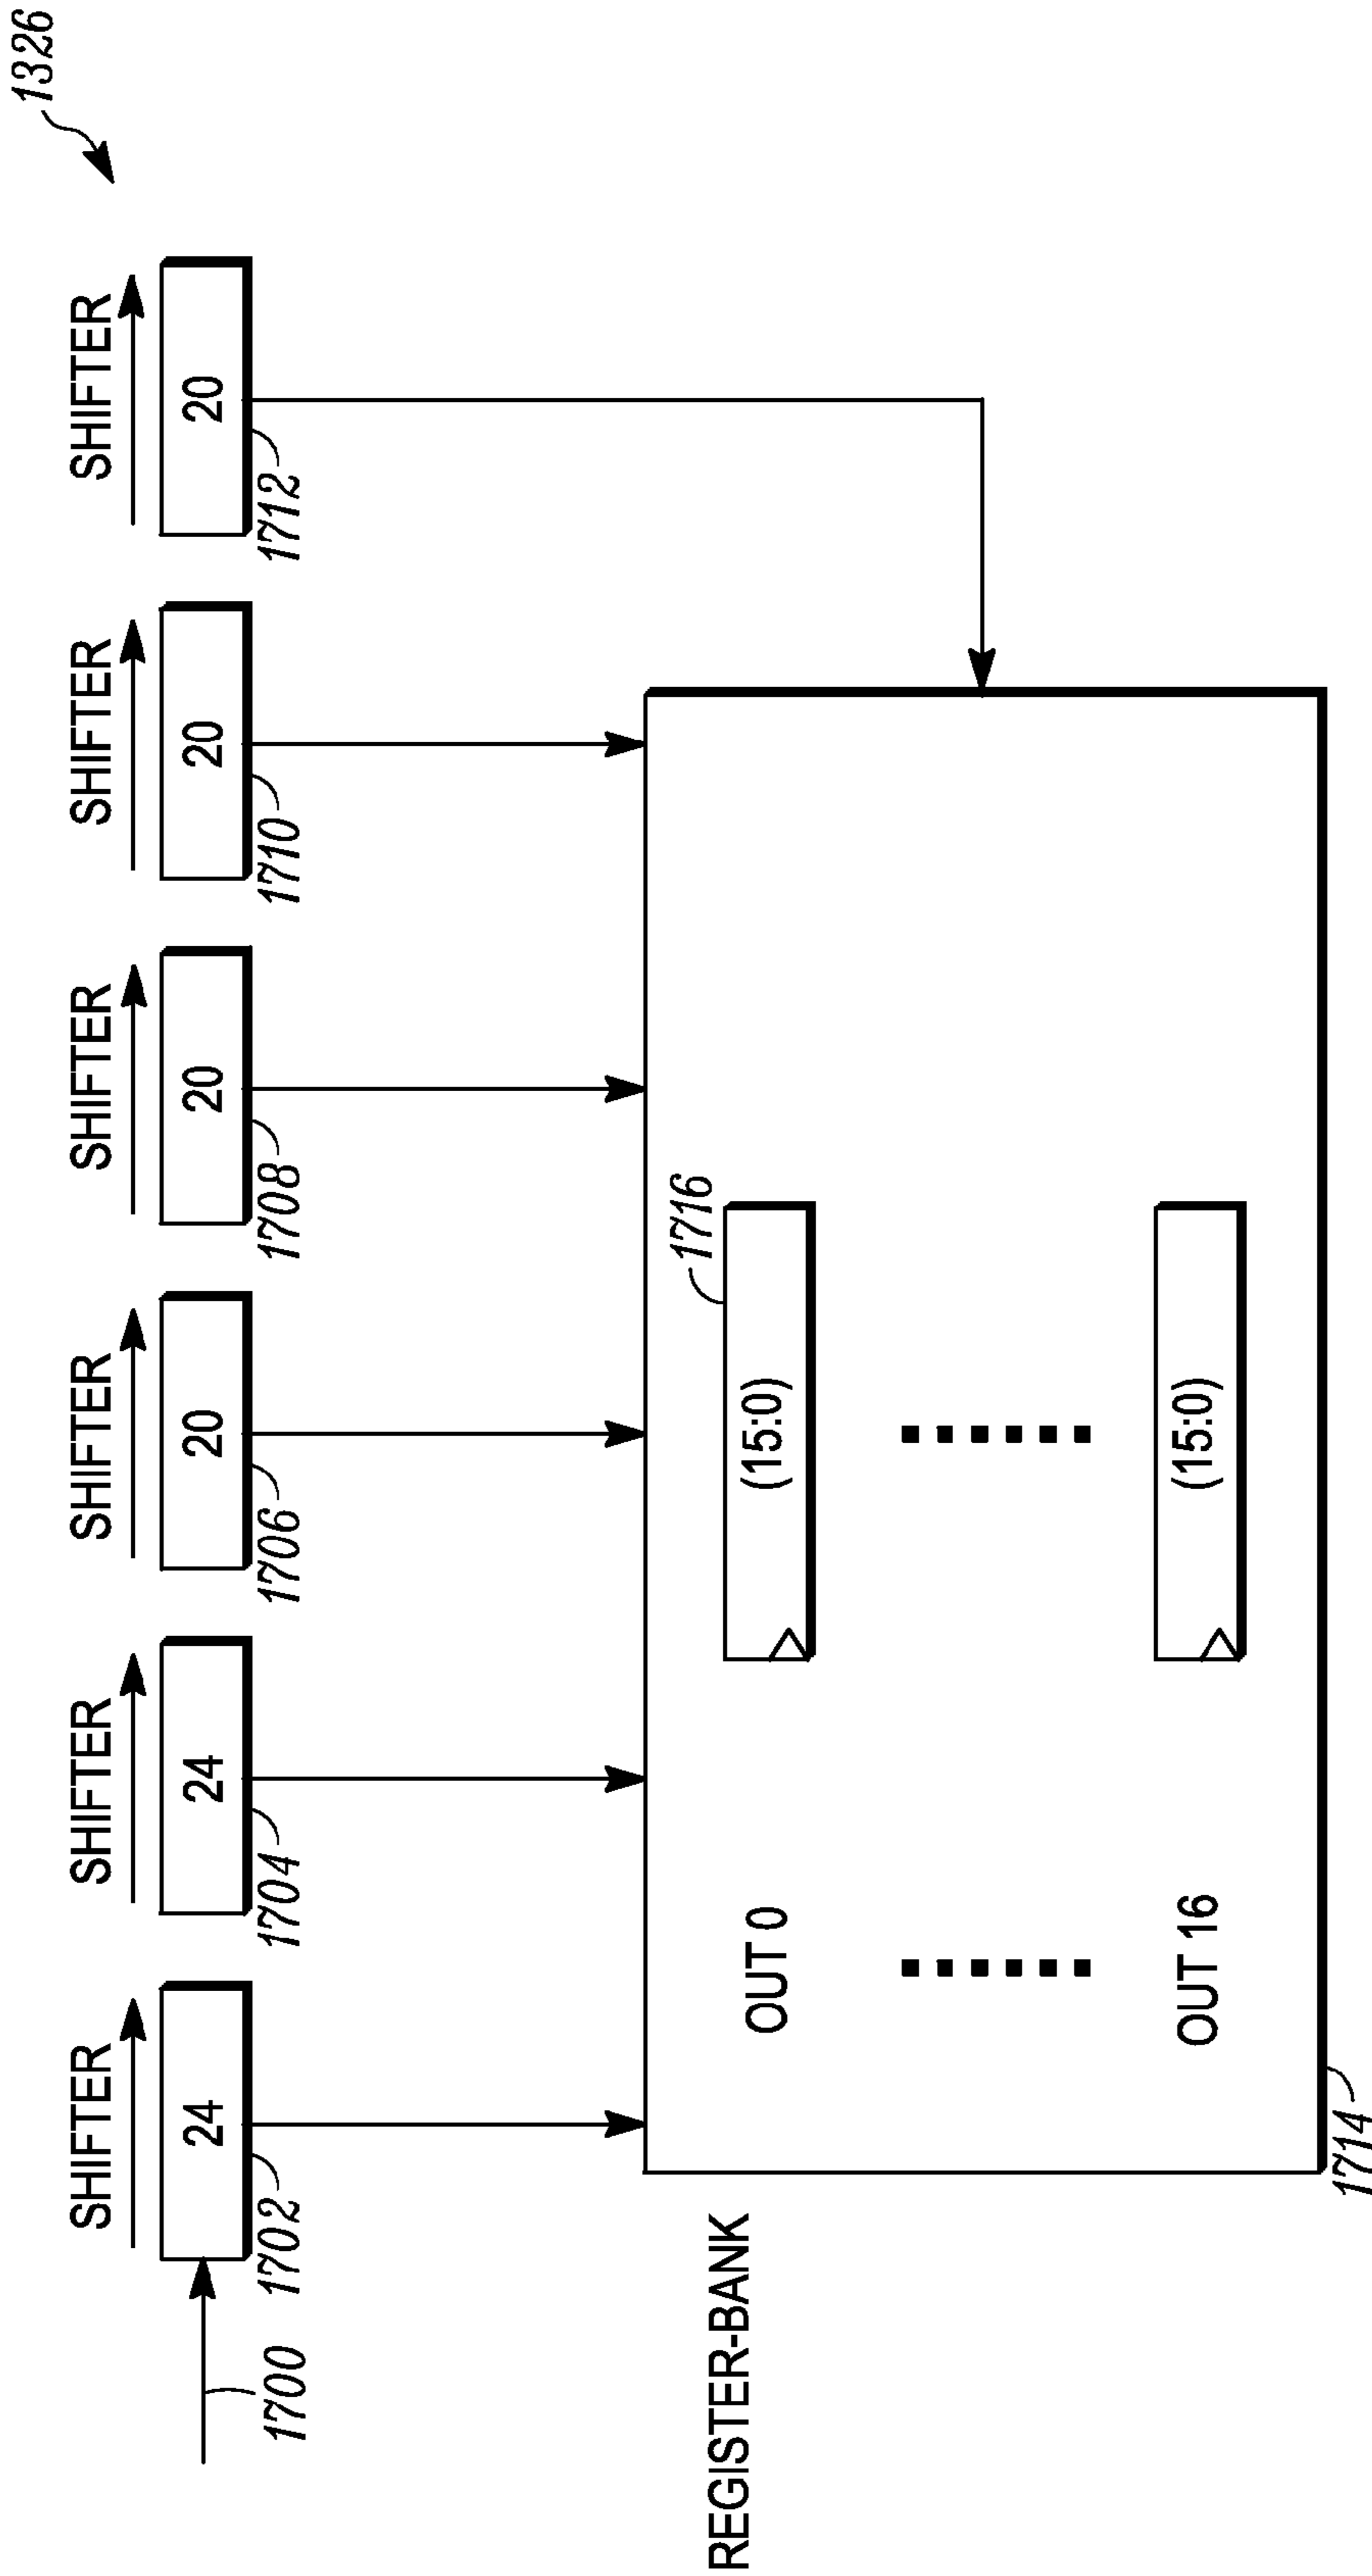 1326
SHIFTER SHIFTER SHIFTER SHIFTER SHIFTER SHIFTER
24 24 20 20 20 20
1700 1702 1704 1706 1708 1710 1712
REGISTER-BANK
1716
OUT 0 (15:0)
OUT 16 (15:0)
1714